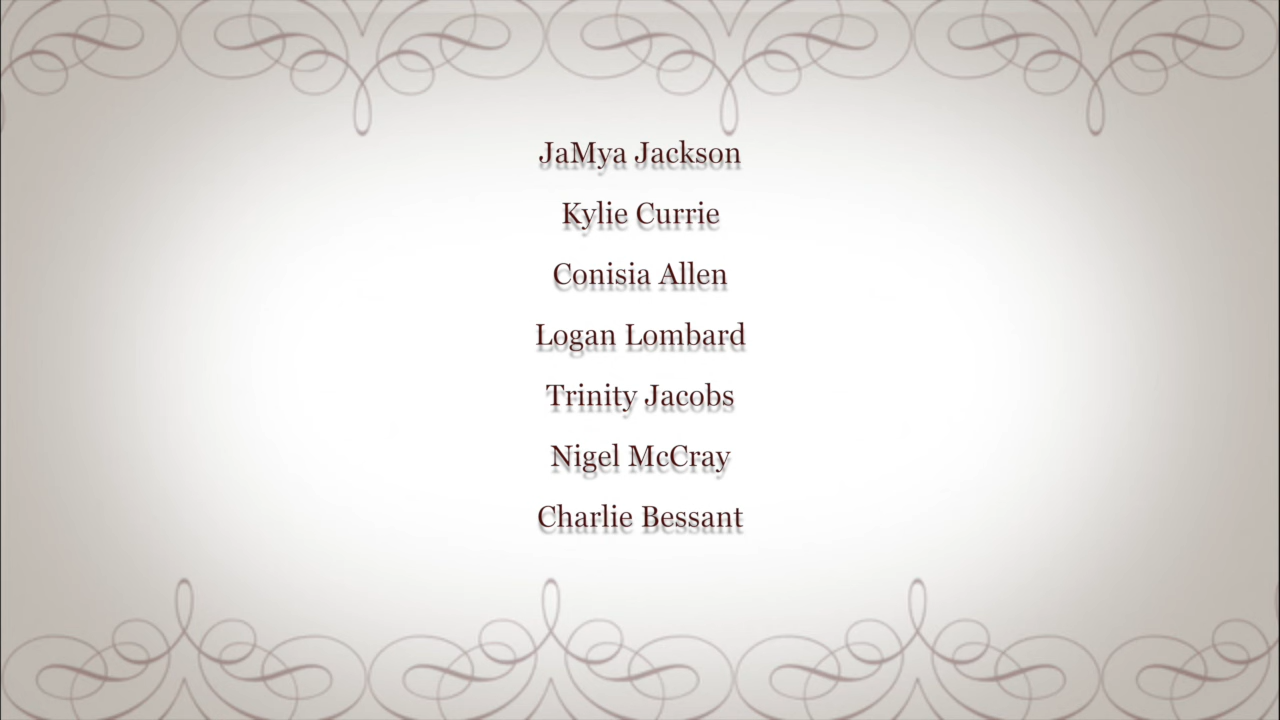 JaMya Jackson
Kylie Currie
Conisia Allen
Logan Lombard
Trinity Jacobs
Nigel McCray
Charlie Bessant